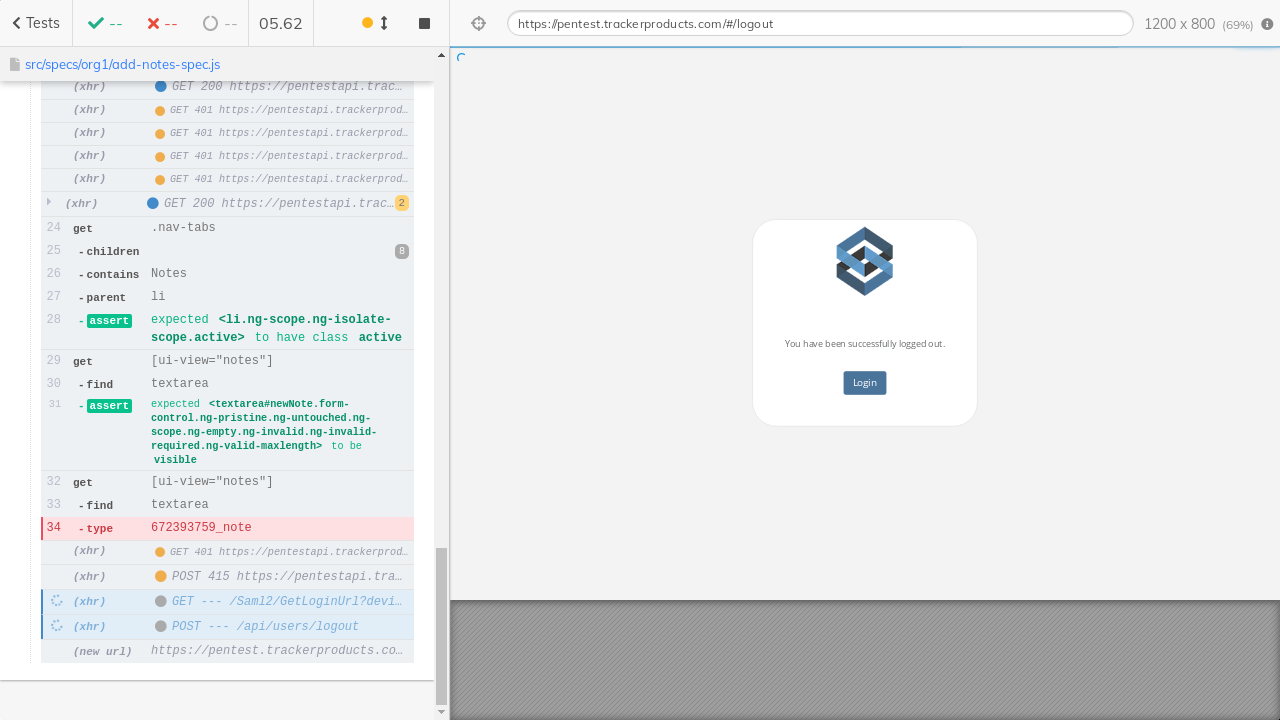 Tests -- -- -- 05.62 https://pentest.trackerproducts.com/#/logout 1200 x 800 (69%)
src/specs/org1/add-notes-spec.js
(xhr) GET 200 https://pentestapi.trac…
(xhr) GET 401 https://pentestapi.trackerprod…
(xhr) GET 401 https://pentestapi.trackerprod…
(xhr) GET 401 https://pentestapi.trackerprod…
(xhr) GET 401 https://pentestapi.trackerprod…
(xhr) GET 200 https://pentestapi.trac… 2
24 get .nav-tabs
25 -children 8
26 -contains Notes
27 -parent li
28 -assert expected <li.ng-scope.ng-isolate-
scope.active> to have class active
29 get [ui-view="notes"]
30 -find textarea
31 -assert expected <textarea#newNote.form-
control.ng-pristine.ng-untouched.ng-
scope.ng-empty.ng-invalid.ng-invalid-
required.ng-valid-maxlength> to be
visible
32 get [ui-view="notes"]
33 -find textarea
34 -type 672393759_note
(xhr) GET 401 https://pentestapi.trackerprod…
(xhr) POST 415 https://pentestapi.tra…
(xhr) GET --- /Saml2/GetLoginUrl?devi…
(xhr) POST --- /api/users/logout
(new url) https://pentest.trackerproducts.co…
You have been successfully logged out.
Login